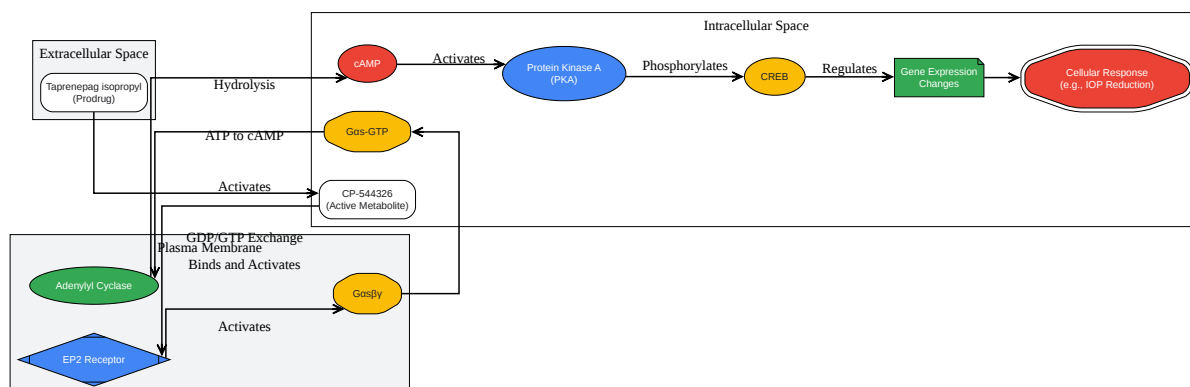 Intracellular Space
Extracellular Space
Taprenepag isopropyl
(Prodrug)
cAMP
Activates
Protein Kinase A
(PKA)
Phosphorylates
CREB
Regulates
Gene Expression
Changes
Cellular Response
(e.g., IOP Reduction)
Hydrolysis
ATP to cAMP
Gαs-GTP
Activates
CP-544326
(Active Metabolite)
GDP/GTP Exchange
Plasma Membrane
Binds and Activates
Adenylyl Cyclase
Gαsβγ
Activates
EP2 Receptor